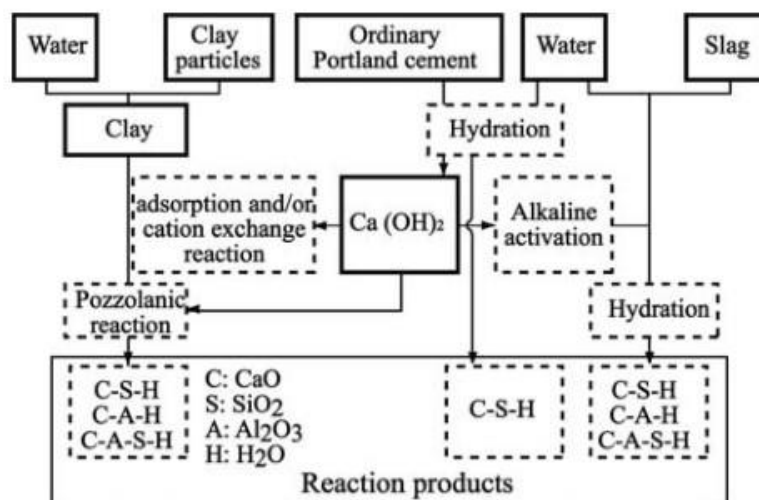 Water
Clay
particles
Ordinary
Portland cement
Water
Slag
Clay
Hydration
adsorption and/or
cation exchange
reaction
Ca (OH)₂
Alkaline
activation
Pozzolanic
reaction
Hydration
C-S-H
C-A-H
C-A-S-H
C: CaO
S: SiO₂
A: Al₂O₃
H: H₂O
C-S-H
C-S-H
C-A-H
C-A-S-H
Reaction products